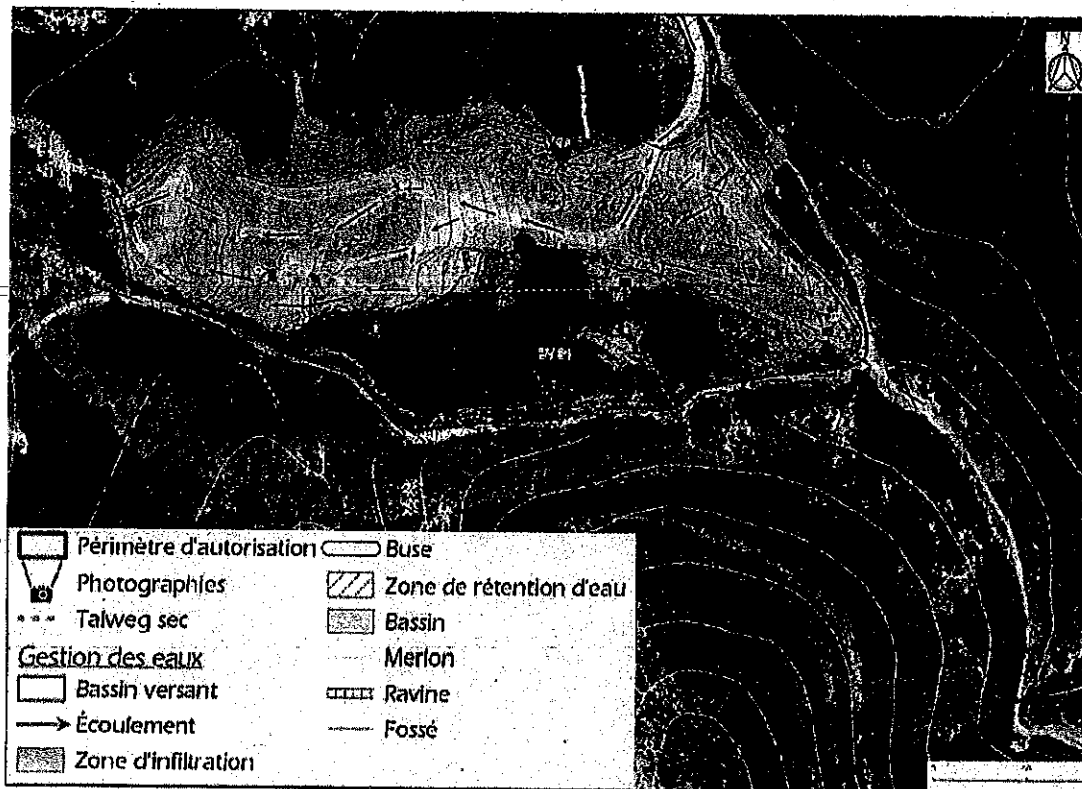 N
Périmètre d'autorisation
Photographies
Talweg sec
Gestion des eaux
Bassin versant
Écoulement
Zone d'infiltration
Buse
Zone de rétention d'eau
Bassin
Merlon
Ravine
Fossé